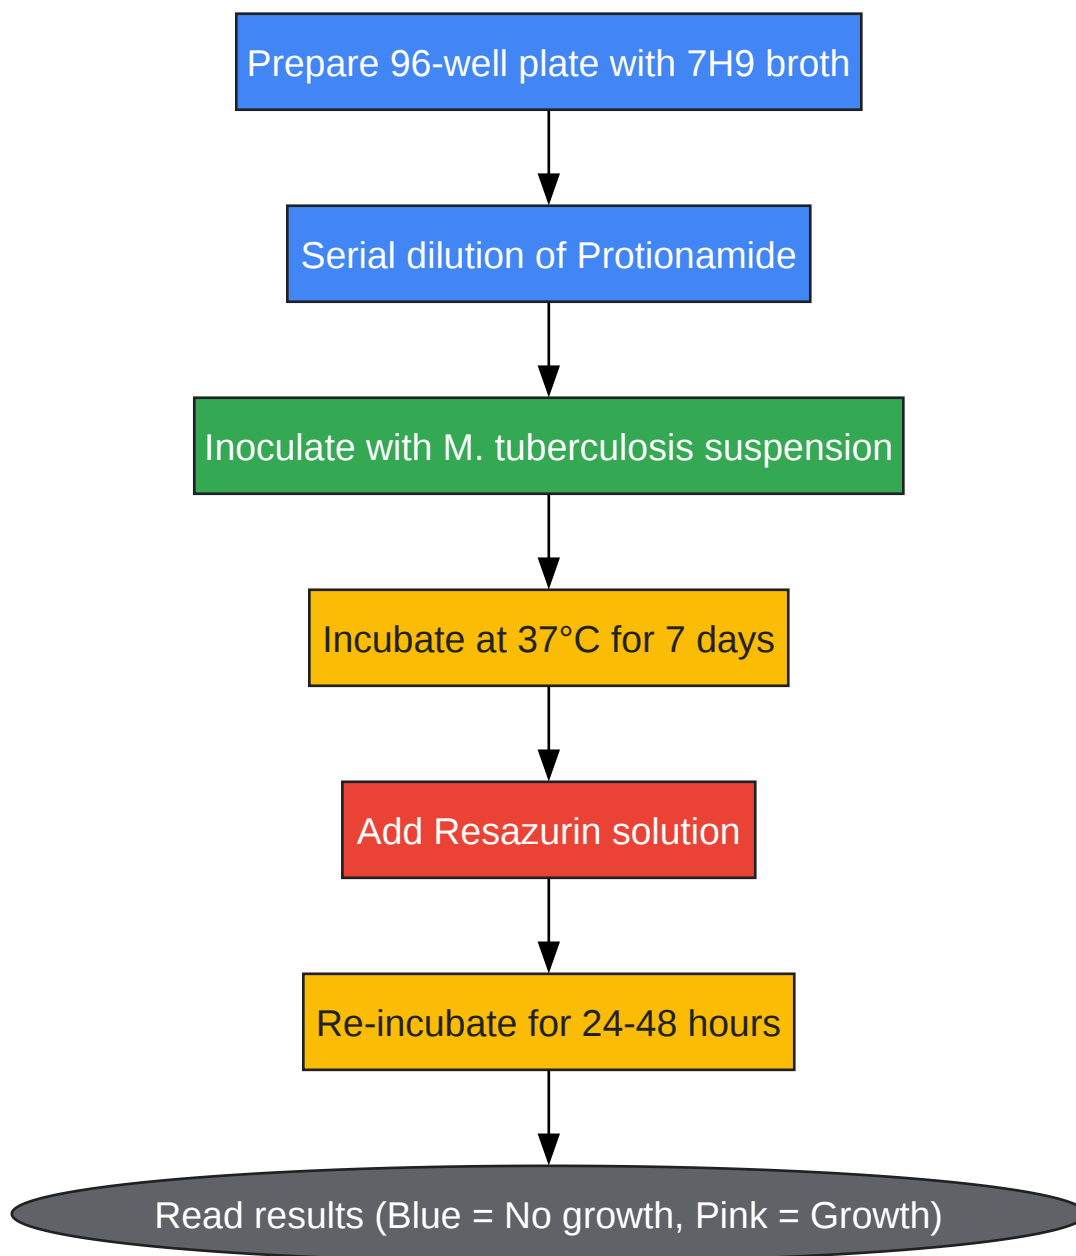 Prepare 96-well plate with 7H9 broth
Serial dilution of Protionamide
Inoculate with M. tuberculosis suspension
Incubate at 37°C for 7 days
Add Resazurin solution
Re-incubate for 24-48 hours
Read results (Blue = No growth, Pink = Growth)